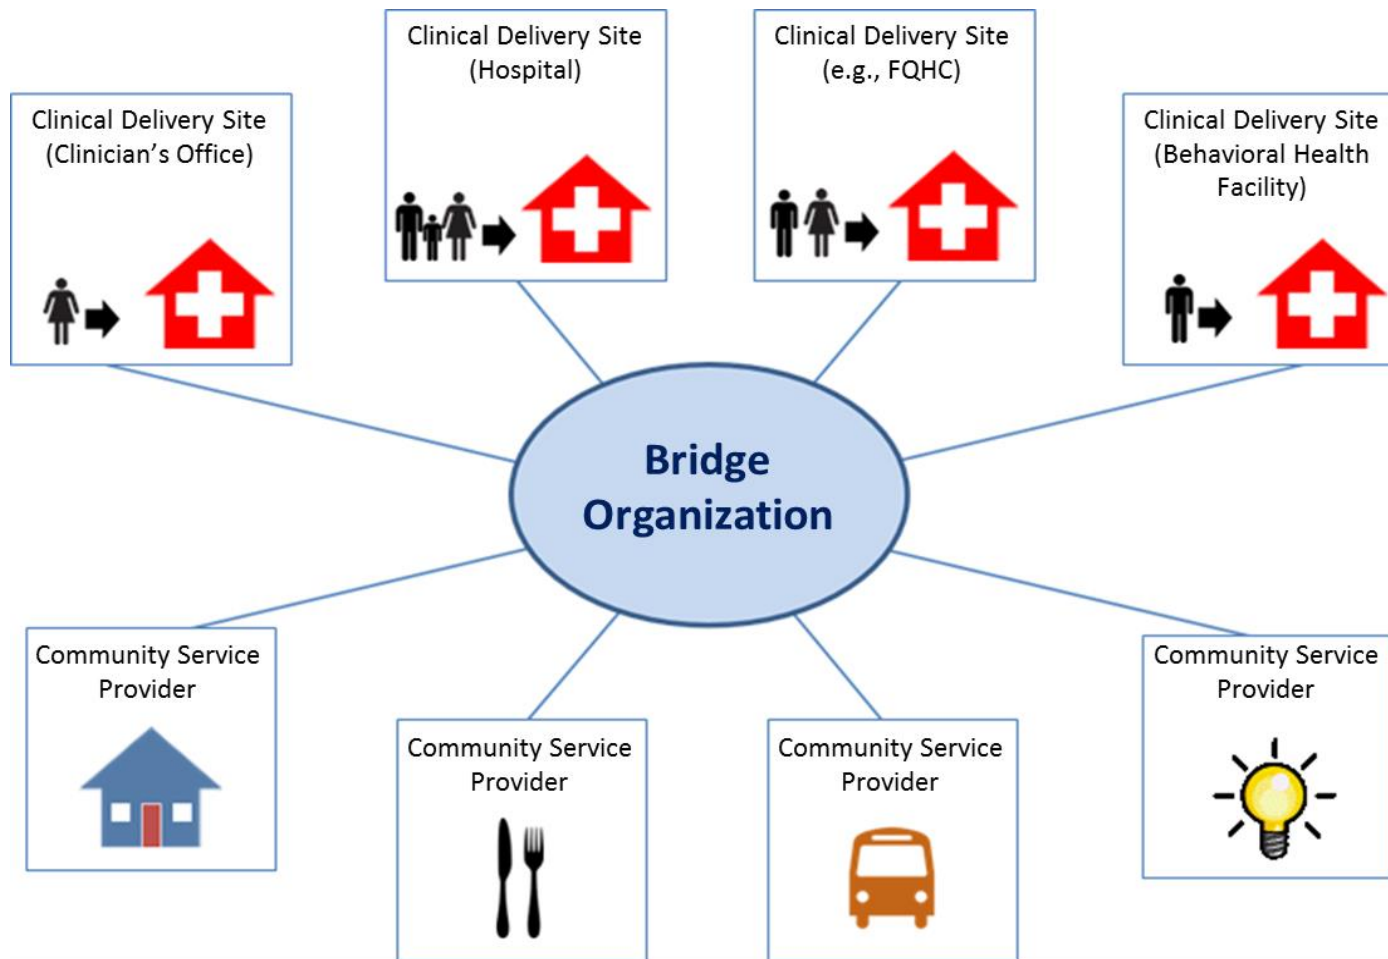 Clinical Delivery Site
(Clinician’s Office)
Clinical Delivery Site
(Hospital)
Clinical Delivery Site
(e.g., FQHC)
Clinical Delivery Site
(Behavioral Health
Facility)
Bridge
Organization
Community Service
Provider
Community Service
Provider
Community Service
Provider
Community Service
Provider